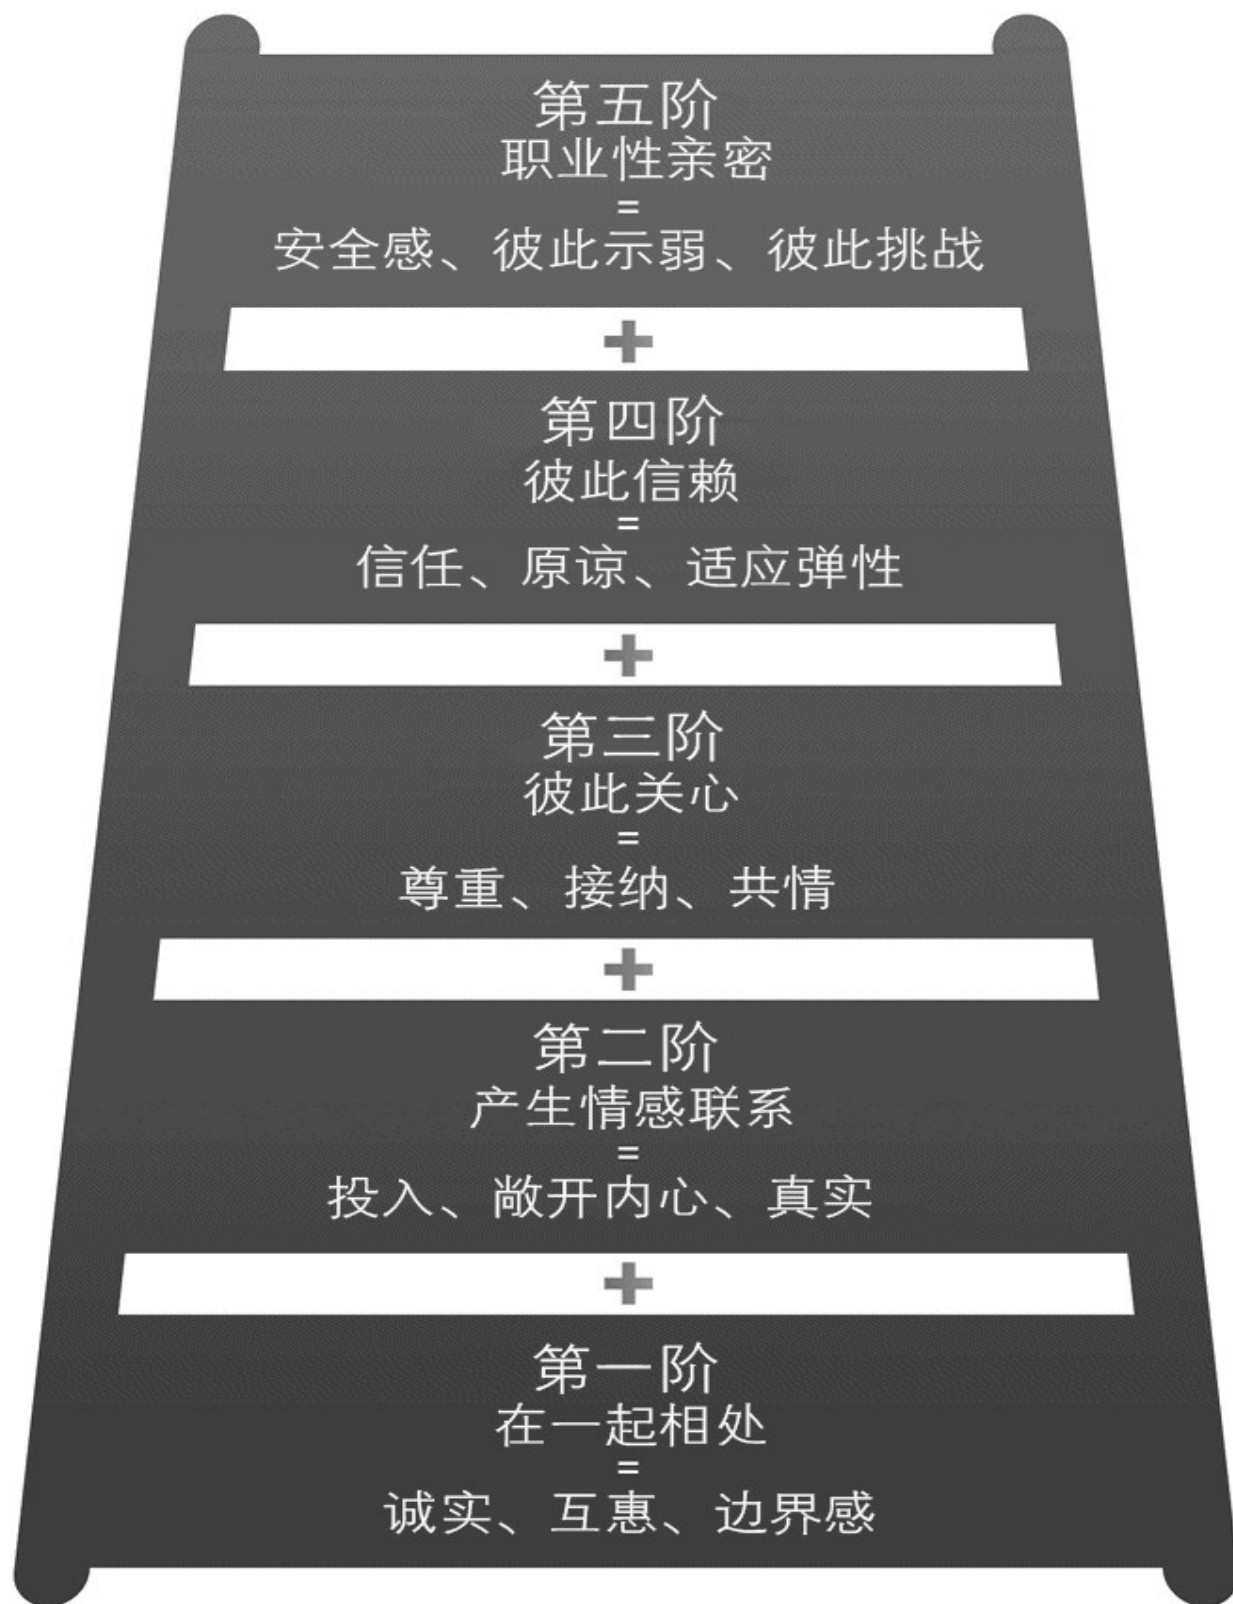 第五阶
职业性亲密
=
安全感、彼此示弱、彼此挑战
+
第四阶
彼此信赖
=
信任、原谅、适应弹性
+
第三阶
彼此关心
=
尊重、接纳、共情
+
第二阶
产生情感联系
=
投入、敞开内心、真实
+
第一阶
在一起相处
=
诚实、互惠、边界感